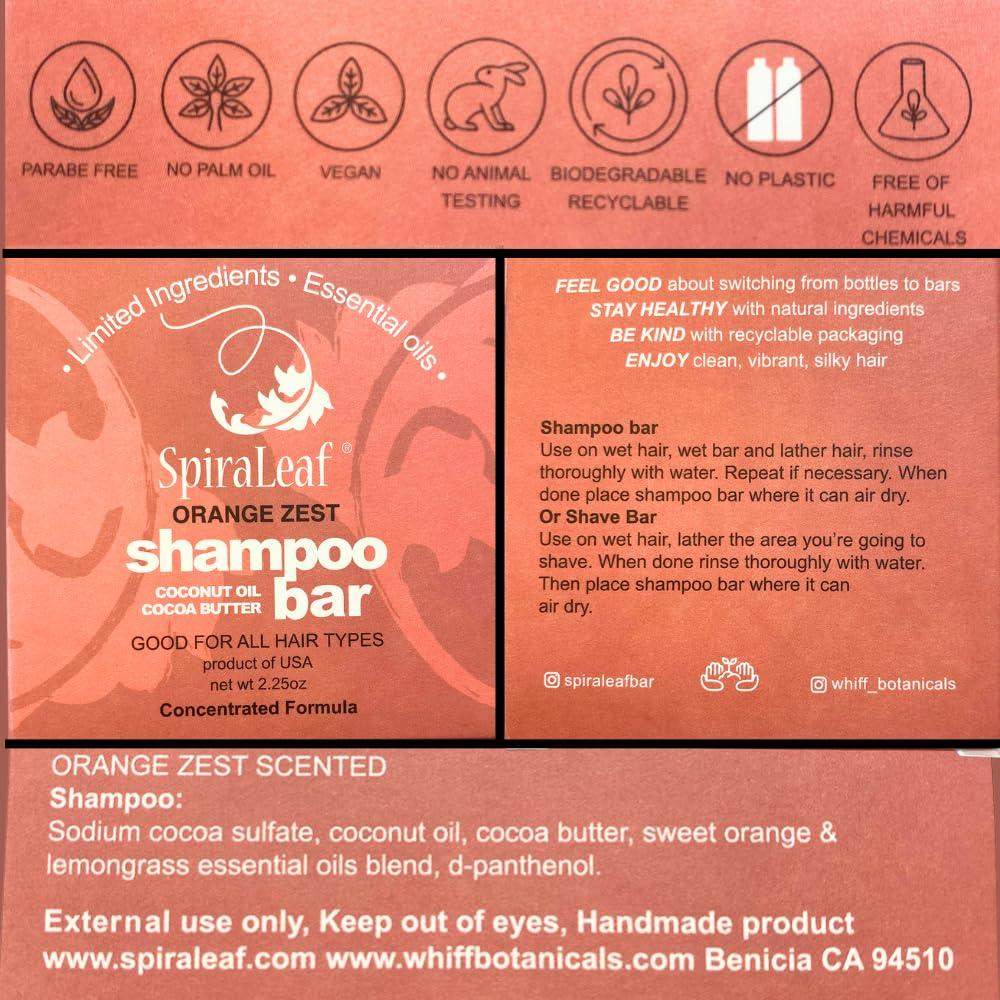 PARABE FREE
NO PALM OIL
VEGAN
NO ANIMAL
TESTING
BIODEGRADABLE
RECYCLABLE
NO PLASTIC
FREE OF
HARMFUL
CHEMICALS
• Limited Ingredients • Essential oils •
SpiraLeaf ®
ORANGE ZEST
shampoo
COCONUT OIL
COCOA BUTTER
bar
GOOD FOR ALL HAIR TYPES
product of USA
net wt 2.25oz
Concentrated Formula
FEEL GOOD about switching from bottles to bars
STAY HEALTHY with natural ingredients
BE KIND with recyclable packaging
ENJOY clean, vibrant, silky hair
Shampoo bar
Use on wet hair, wet bar and lather hair, rinse
thoroughly with water. Repeat if necessary. When
done place shampoo bar where it can air dry.
Or Shave Bar
Use on wet hair, lather the area you're going to
shave. When done rinse thoroughly with water.
Then place shampoo bar where it can
air dry.
spiraleafbar
whiff_botanicals
ORANGE ZEST SCENTED
Shampoo:
Sodium cocoa sulfate, coconut oil, cocoa butter, sweet orange &
lemongrass essential oils blend, d-panthenol.
External use only, Keep out of eyes, Handmade product
www.spiraleaf.com www.whiffbotanicals.com Benicia CA 94510